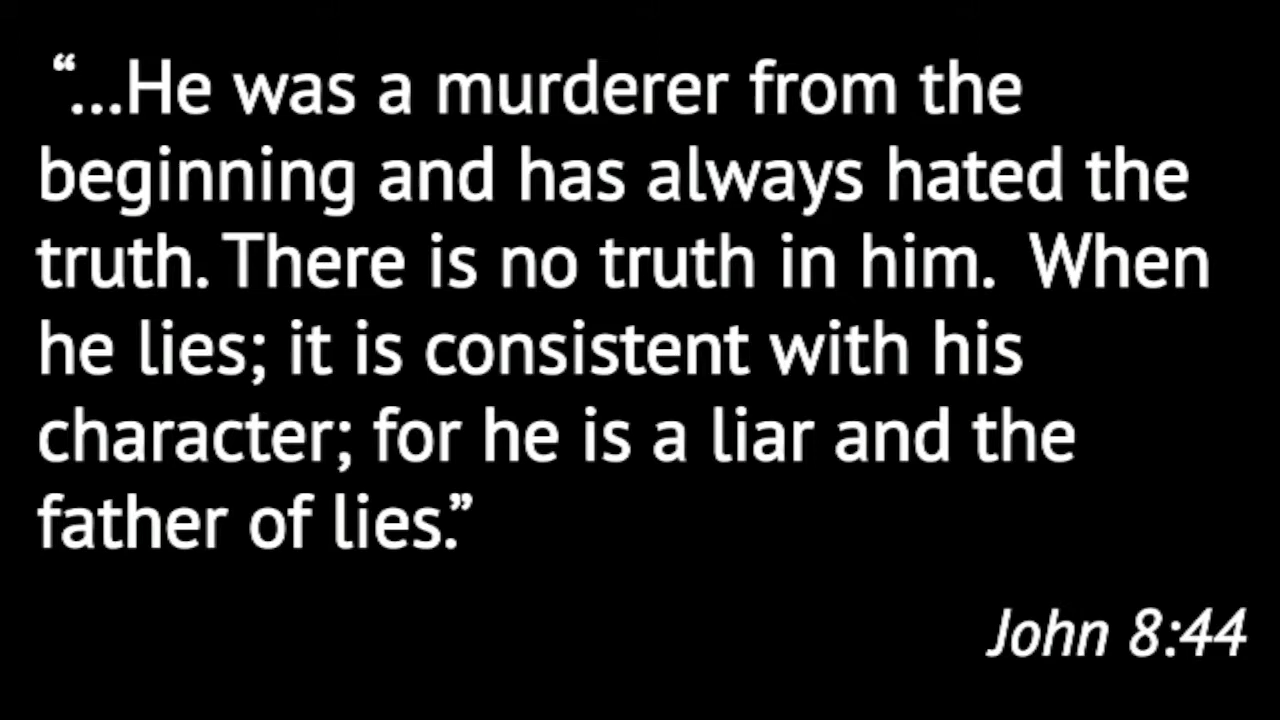 “...He was a murderer from the
beginning and has always hated the
truth. There is no truth in him.  When
he lies; it is consistent with his
character; for he is a liar and the
father of lies.”
John 8:44